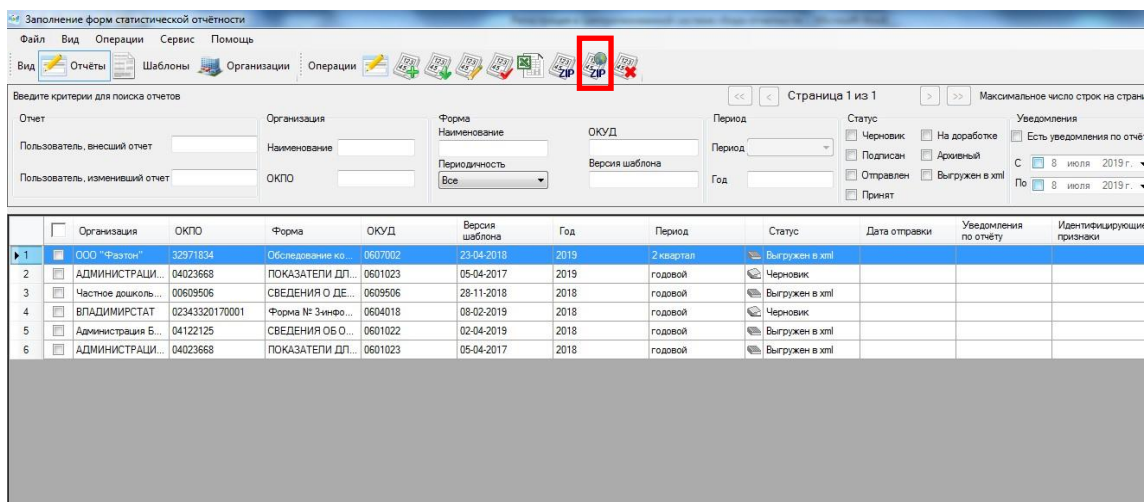 Заполнение форм статистической отчётности
Файл Вид Операции Сервис Помощь
Вид Отчёты Шаблоны Организации Операции ZIP ZIP
Введите критерии для поиска отчетов << < Страница 1 из 1 > >> Максимальное число строк на страни
Отчет Организация Форма Период Статус Уведомления
Наименование ОКУД Черновик На доработке Есть уведомления по отчё
Пользователь, внесший отчет Наименование Период Подписан Архивный
Периодичность Версия шаблона Отправлен Выгружен в xml С 8 июля 2019 г.
Пользователь, изменивший отчет ОКПО Все Год Принят По 8 июля 2019 г.
Организация ОКПО Форма ОКУД Версия шаблона Год Период Статус Дата отправки Уведомления по отчёту Идентифицирующие признаки
1 ООО "Фаэтон" 32971834 Обследование ко... 0607002 23-04-2018 2019 2 квартал Выгружен в xml
2 АДМИНИСТРАЦИ... 04023668 ПОКАЗАТЕЛИ ДЛ... 0601023 05-04-2017 2019 годовой Черновик
3 Частное дошколь... 00609506 СВЕДЕНИЯ О ДЕ... 0609506 28-11-2018 2018 годовой Выгружен в xml
4 ВЛАДИМИРСТАТ 02343320170001 Форма № 3-инфо... 0604018 08-02-2019 2018 годовой Черновик
5 Администрация Б... 04122125 СВЕДЕНИЯ ОБ О... 0601022 02-04-2019 2018 годовой Выгружен в xml
6 АДМИНИСТРАЦИ... 04023668 ПОКАЗАТЕЛИ ДЛ... 0601023 05-04-2017 2018 годовой Выгружен в xml